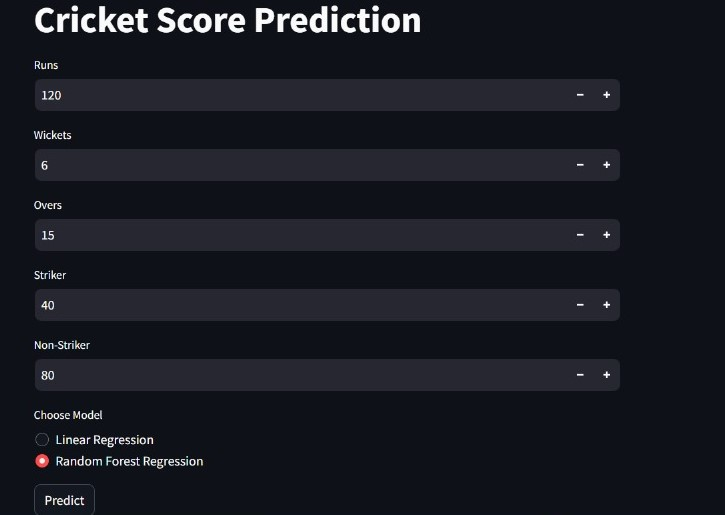 Cricket Score Prediction
Runs
120
Wickets
6
Overs
15
Striker
40
Non-Striker
80
Choose Model
Linear Regression
Random Forest Regression
Predict